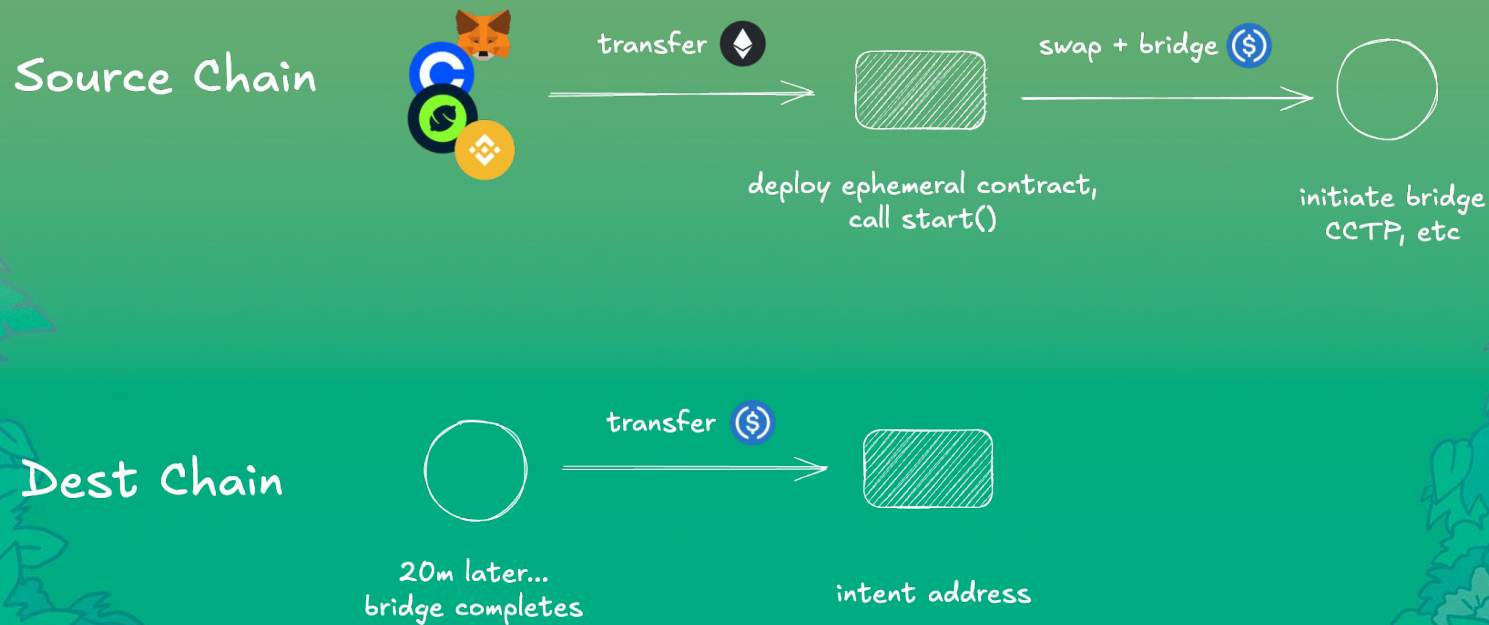 Source Chain
transfer
swap + bridge
deploy ephemeral contract,
call start()
initiate bridge
CCTP, etc
Dest Chain
transfer
20m later...
bridge completes
intent address